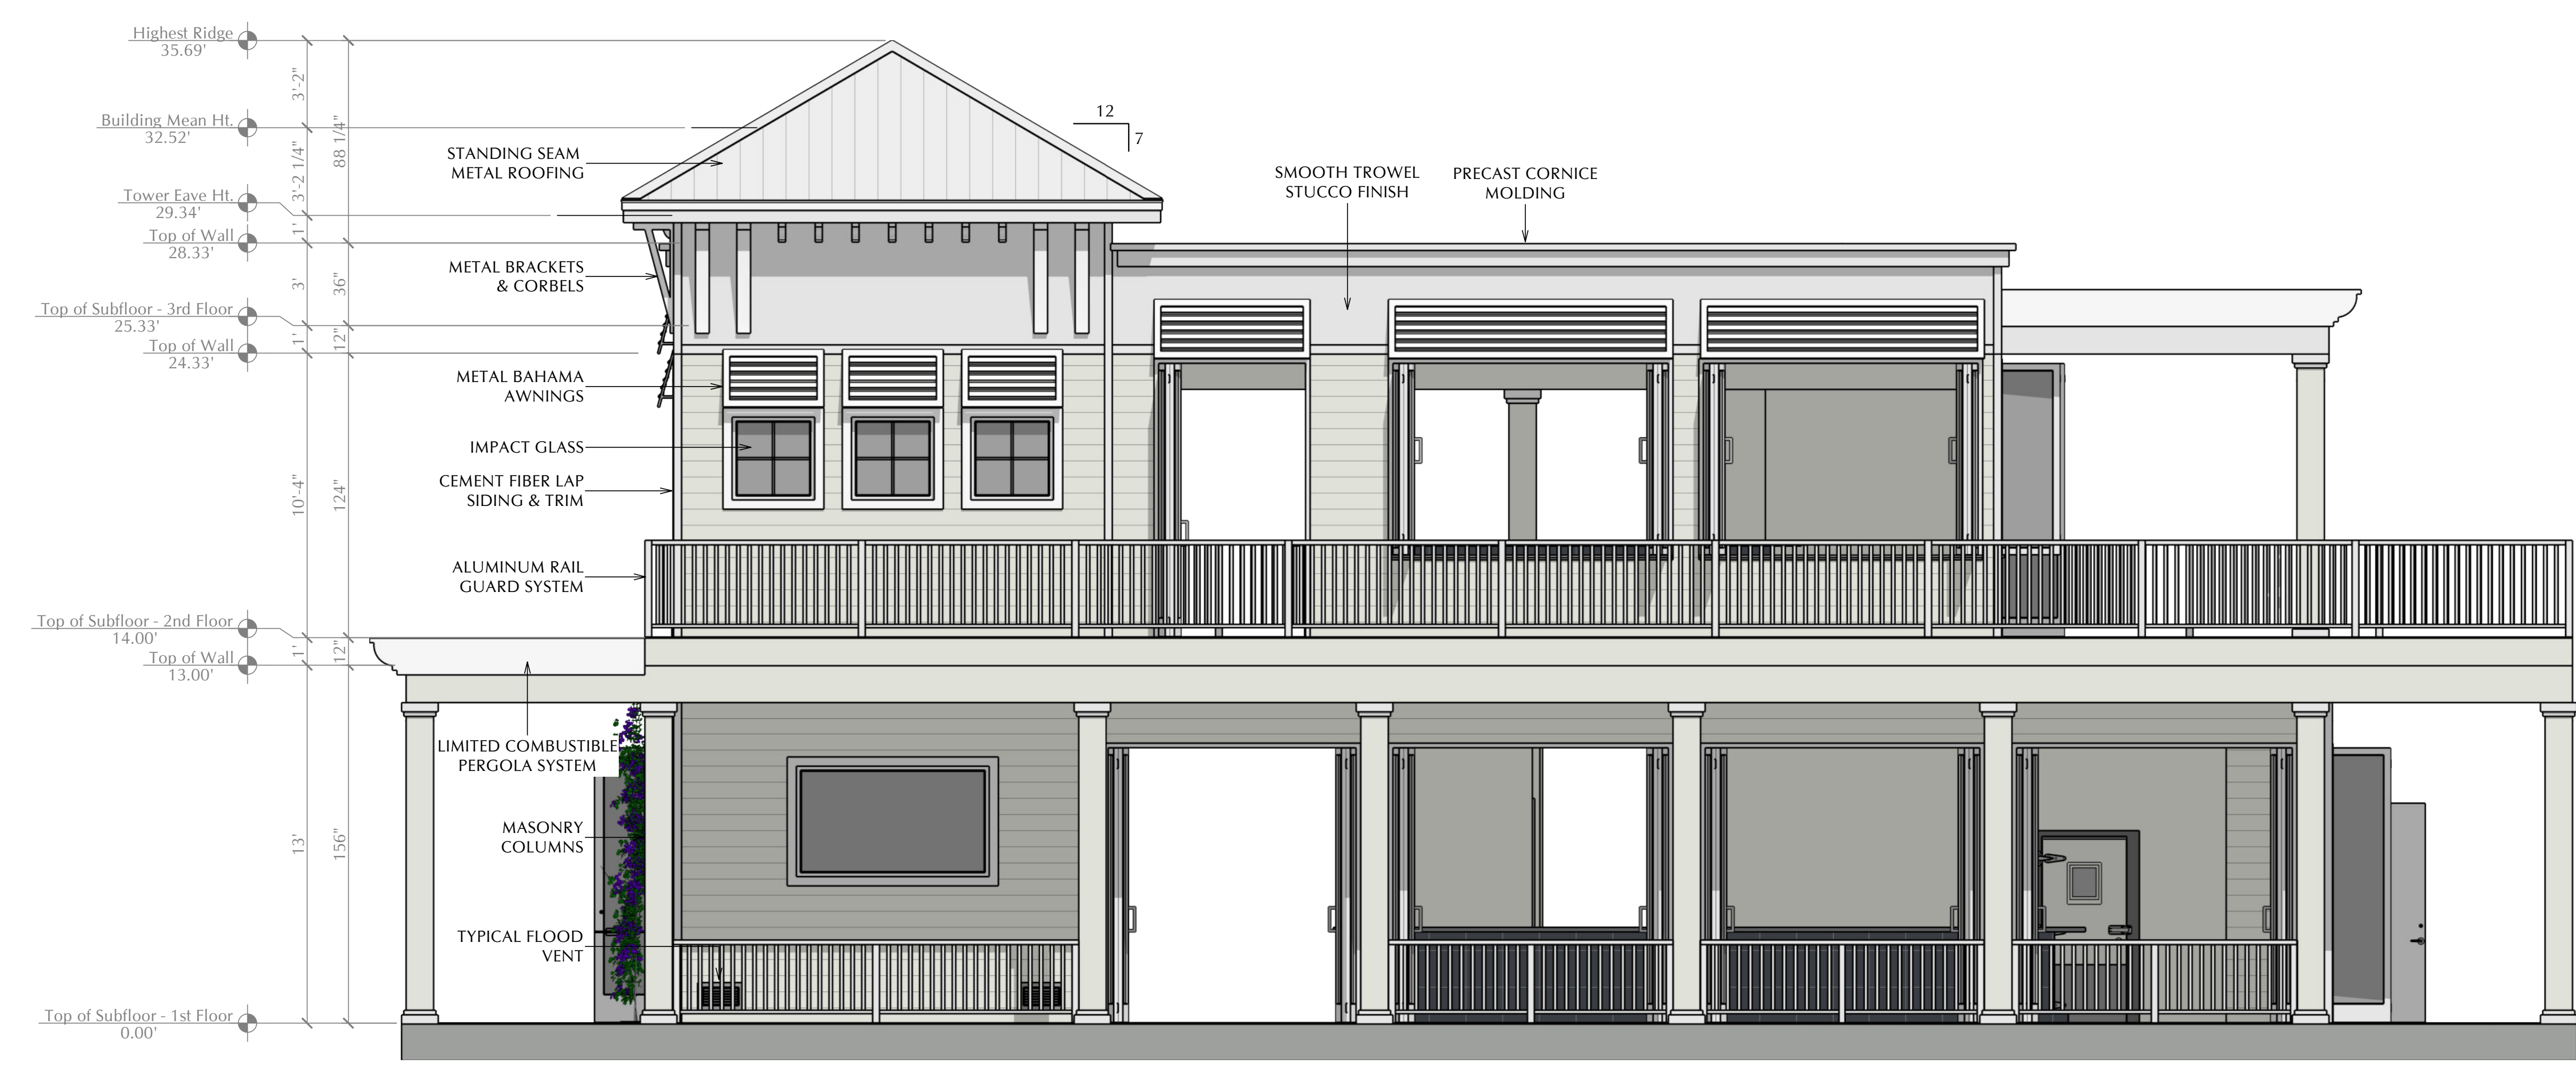 Highest Ridge
35.69'
Building Mean Ht.
32.52'
Tower Eave Ht.
29.34'
Top of Wall
28.33'
Top of Subfloor - 3rd Floor
25.33'
Top of Wall
24.33'
Top of Subfloor - 2nd Floor
14.00'
Top of Wall
13.00'
Top of Subfloor - 1st Floor
0.00'
3'-2"
3'-2 1/4"
1'
3'
1'
10'-4"
1'
13'
88 1/4"
36"
12"
124"
12"
156"
STANDING SEAM
METAL ROOFING
METAL BRACKETS
& CORBELS
METAL BAHAMA
AWNINGS
IMPACT GLASS
CEMENT FIBER LAP
SIDING & TRIM
ALUMINUM RAIL
GUARD SYSTEM
LIMITED COMBUSTIBLE
PERGOLA SYSTEM
MASONRY
COLUMNS
TYPICAL FLOOD
VENT
12
7
SMOOTH TROWEL
STUCCO FINISH
PRECAST CORNICE
MOLDING